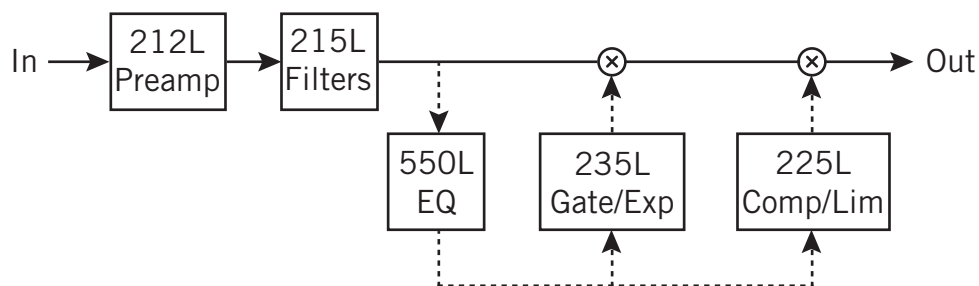 In
212L
Preamp
215L
Filters
Out
550L
EQ
235L
Gate/Exp
225L
Comp/Lim